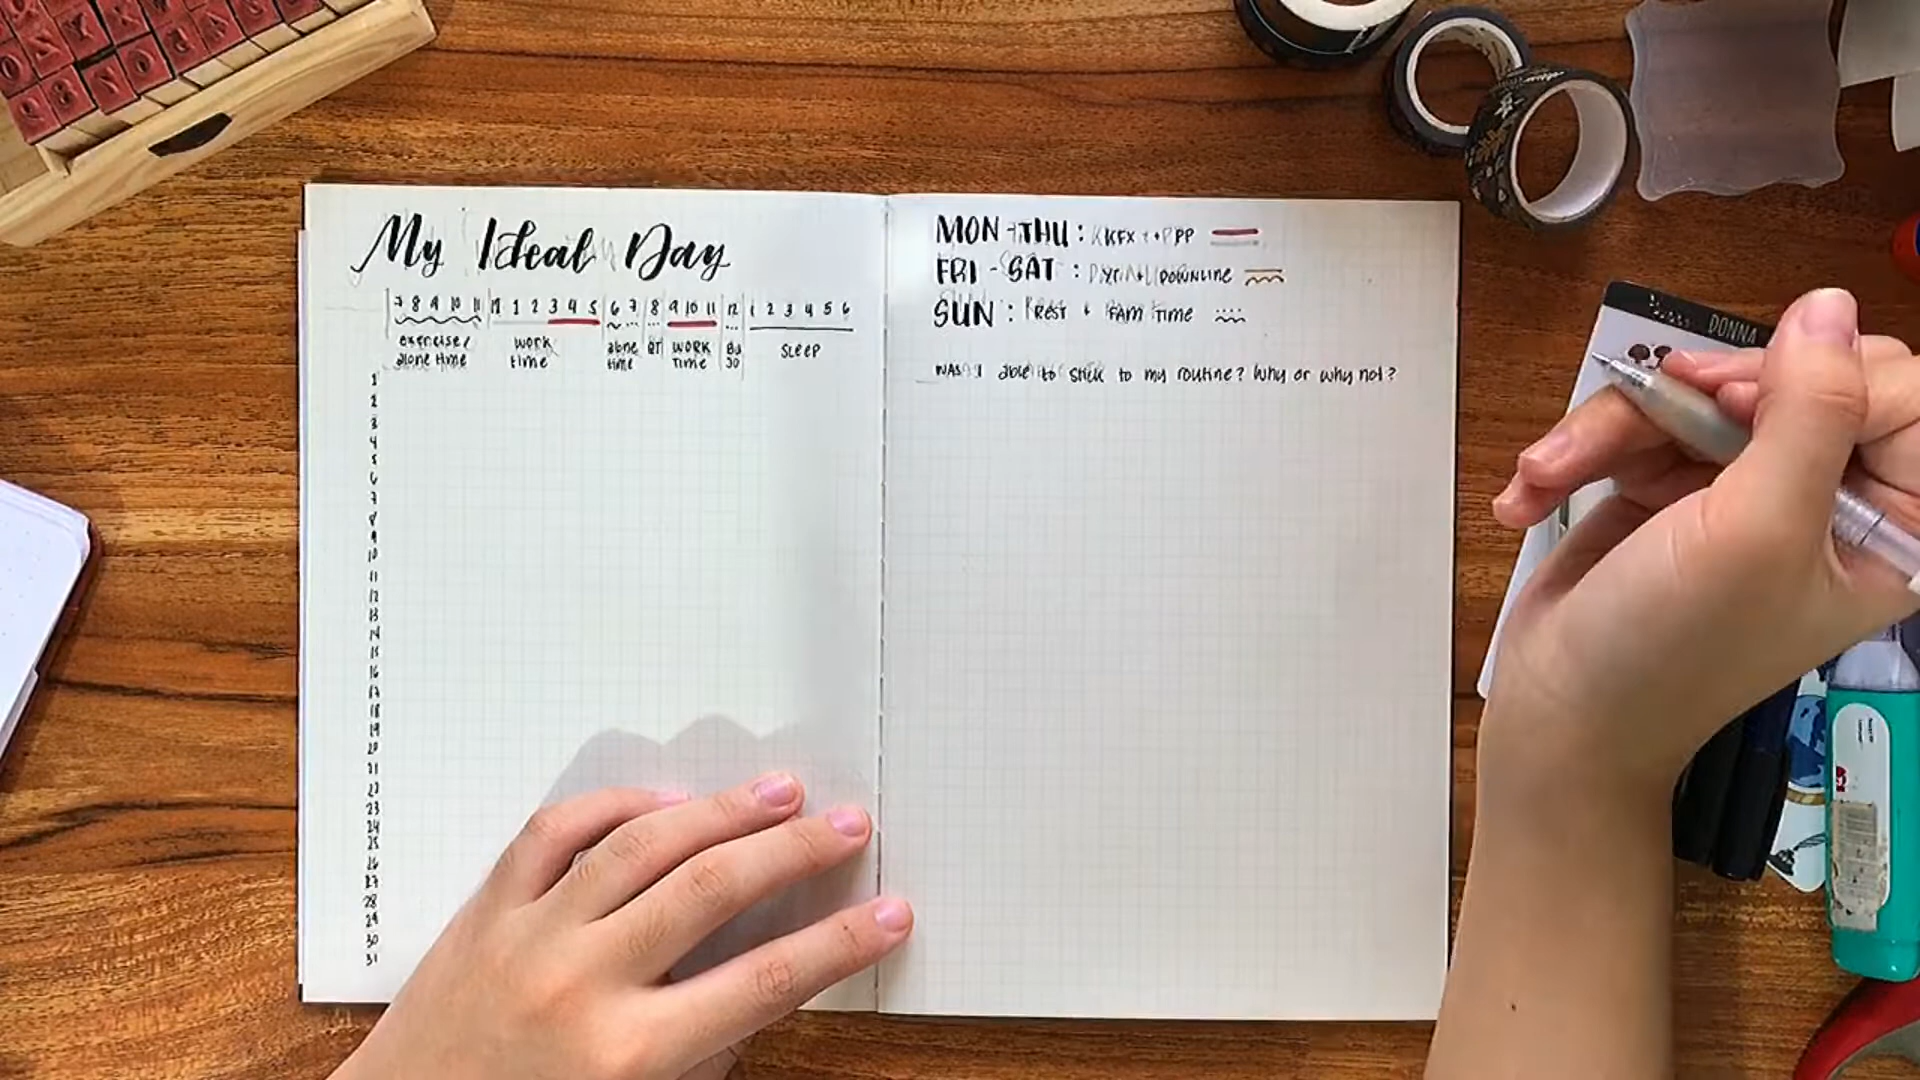 My Ideal Day
7 8 9 10 11 12 1 2 3 4 5 6 7 8 9 10 11 12 1 2 3 4 5 6
exercise/ alone time
work time
alone time
QT
work time
SLEEP
1
2
3
4
5
6
7
8
9
10
11
12
13
14
15
16
17
18
19
20
21
22
23
24
25
26
27
28
29
30
31
MON - THU :
FRI - SAT : DOWNLINE
SUN : REST + FAM TIME
WAS I able to stick to my routine? Why or why not?
DONNA